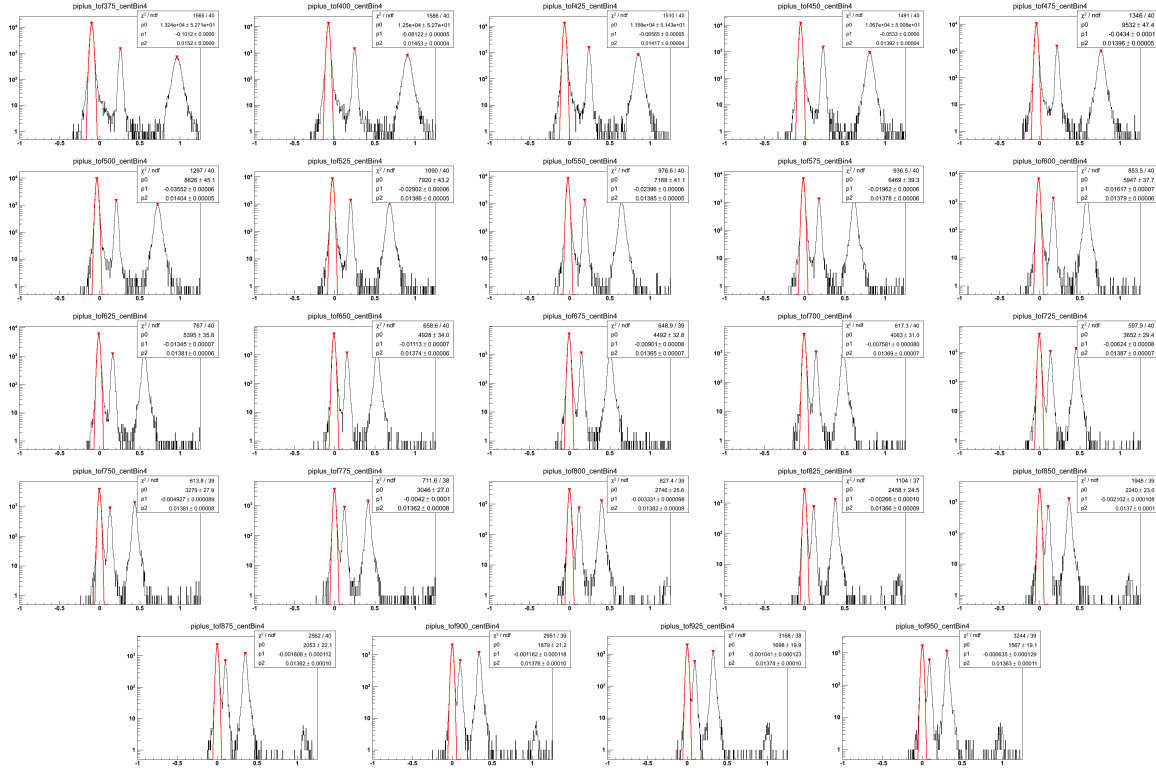 piplus_tof375_centBin4
χ² / ndf 1565 / 40
p0 1.324e+04 ± 5.271e+01
p1 -0.1012 ± 0.0000
p2 0.0152 ± 0.0000
piplus_tof400_centBin4
χ² / ndf 1586 / 40
p0 1.25e+04 ± 5.27e+01
p1 -0.08122 ± 0.00005
p2 0.01453 ± 0.00004
piplus_tof425_centBin4
χ² / ndf 1510 / 40
p0 1.158e+04 ± 5.143e+01
p1 -0.06565 ± 0.00005
p2 0.01417 ± 0.00004
piplus_tof450_centBin4
χ² / ndf 1491 / 40
p0 1.067e+04 ± 5.008e+01
p1 -0.0533 ± 0.0000
p2 0.01392 ± 0.00004
piplus_tof475_centBin4
χ² / ndf 1346 / 40
p0 9532 ± 47.4
p1 -0.0434 ± 0.0001
p2 0.01396 ± 0.00005
piplus_tof500_centBin4
χ² / ndf 1297 / 40
p0 8626 ± 45.1
p1 -0.03552 ± 0.00006
p2 0.01404 ± 0.00005
piplus_tof525_centBin4
χ² / ndf 1090 / 40
p0 7920 ± 43.2
p1 -0.02902 ± 0.00006
p2 0.01386 ± 0.00005
piplus_tof550_centBin4
χ² / ndf 976.6 / 40
p0 7168 ± 41.1
p1 -0.02396 ± 0.00006
p2 0.01385 ± 0.00005
piplus_tof575_centBin4
χ² / ndf 936.5 / 40
p0 6469 ± 39.3
p1 -0.01962 ± 0.00006
p2 0.01378 ± 0.00006
piplus_tof600_centBin4
χ² / ndf 853.5 / 40
p0 5947 ± 37.7
p1 -0.01617 ± 0.00007
p2 0.01379 ± 0.00006
piplus_tof625_centBin4
χ² / ndf 767 / 40
p0 5395 ± 35.8
p1 -0.01345 ± 0.00007
p2 0.01381 ± 0.00006
piplus_tof650_centBin4
χ² / ndf 658.6 / 40
p0 4928 ± 34.0
p1 -0.01113 ± 0.00007
p2 0.01374 ± 0.00006
piplus_tof675_centBin4
χ² / ndf 648.9 / 39
p0 4492 ± 32.8
p1 -0.00901 ± 0.00008
p2 0.01365 ± 0.00007
piplus_tof700_centBin4
χ² / ndf 617.3 / 40
p0 4063 ± 31.0
p1 -0.007581 ± 0.000080
p2 0.01369 ± 0.00007
piplus_tof725_centBin4
χ² / ndf 597.9 / 40
p0 3652 ± 29.4
p1 -0.00624 ± 0.00008
p2 0.01387 ± 0.00007
piplus_tof750_centBin4
χ² / ndf 613.8 / 39
p0 3279 ± 27.9
p1 -0.004927 ± 0.000089
p2 0.01381 ± 0.00008
piplus_tof775_centBin4
χ² / ndf 711.6 / 38
p0 3046 ± 27.0
p1 -0.0042 ± 0.0001
p2 0.01362 ± 0.00008
piplus_tof800_centBin4
χ² / ndf 827.4 / 39
p0 2746 ± 25.6
p1 -0.003331 ± 0.000098
p2 0.01382 ± 0.00009
piplus_tof825_centBin4
χ² / ndf 1104 / 37
p0 2458 ± 24.5
p1 -0.00266 ± 0.00010
p2 0.01366 ± 0.00009
piplus_tof850_centBin4
χ² / ndf 1946 / 39
p0 2240 ± 23.0
p1 -0.002102 ± 0.000108
p2 0.0137 ± 0.0001
piplus_tof875_centBin4
χ² / ndf 2562 / 40
p0 2053 ± 22.1
p1 -0.001806 ± 0.000112
p2 0.01362 ± 0.00010
piplus_tof900_centBin4
χ² / ndf 2951 / 39
p0 1879 ± 21.2
p1 -0.001162 ± 0.000118
p2 0.01376 ± 0.00010
piplus_tof925_centBin4
χ² / ndf 3168 / 38
p0 1698 ± 19.9
p1 -0.001041 ± 0.000123
p2 0.01374 ± 0.00010
piplus_tof950_centBin4
χ² / ndf 3244 / 39
p0 1567 ± 19.1
p1 -0.000635 ± 0.000129
p2 0.01363 ± 0.00011